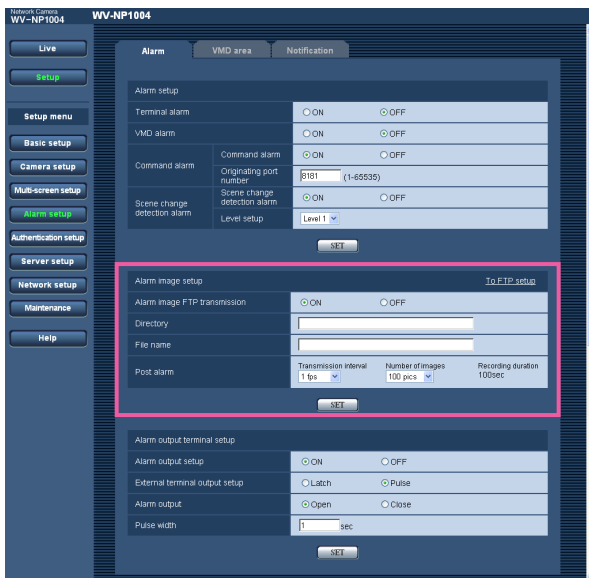 Network Camera
WV-NP1004
WV-NP1004
Live
Setup
Setup menu
Basic setup
Camera setup
Multi-screen setup
Alarm setup
Authentication setup
Server setup
Network setup
Maintenance
Help
Alarm VMD area Notification
Alarm setup
Terminal alarm ON OFF
VMD alarm ON OFF
Command alarm Command alarm ON OFF
Originating port number 8181 (1-65535)
Scene change detection alarm Scene change detection alarm ON OFF
Level setup Level 1
SET
Alarm image setup To FTP setup
Alarm image FTP transmission ON OFF
Directory
File name
Post alarm Transmission interval Number of images Recording duration
1 fps 100 pics 100sec
SET
Alarm output terminal setup
Alarm output setup ON OFF
External terminal output setup Latch Pulse
Alarm output Open Close
Pulse width 1 sec
SET